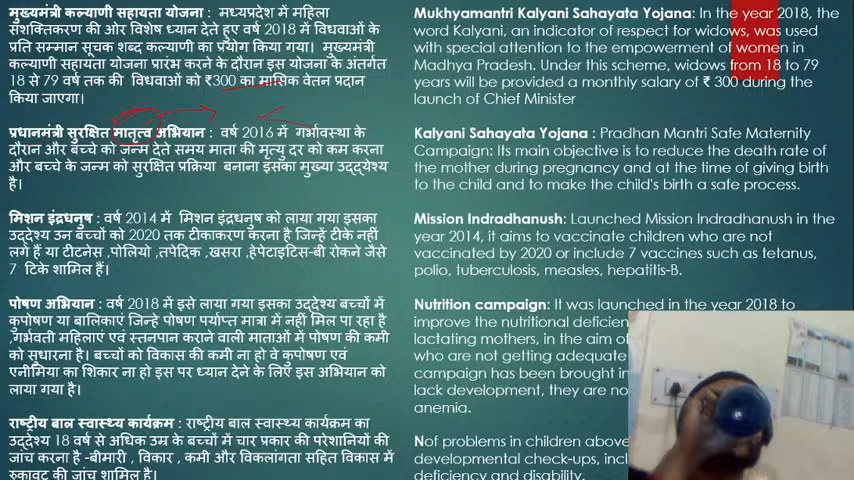 मुख्यमंत्री कल्याणी सहायता योजना : मध्यप्रदेश में महिला
सशक्तिकरण की ओर विशेष ध्यान देते हुए वर्ष 2018 में विधवाओं के
प्रति सम्मान सूचक शब्द कल्याणी का प्रयोग किया गया। मुख्यमंत्री
कल्याणी सहायता योजना प्रारंभ करने के दौरान इस योजना के अंतर्गत
18 से 79 वर्ष तक की विधवाओं को ₹300 का मासिक वेतन प्रदान
किया जाएगा।
प्रधानमंत्री सुरक्षित मातृत्व अभियान : वर्ष 2016 में गर्भावस्था के
दौरान और बच्चे को जन्म देते समय माता की मृत्यु दर को कम करना
और बच्चे के जन्म को सुरक्षित प्रक्रिया बनाना इसका मुख्या उद्द्येश्य
है।
मिशन इंद्रधनुष : वर्ष 2014 में मिशन इंद्रधनुष को लाया गया इसका
उद्देष्य उन बच्चों को 2020 तक टीकाकरण करना है जिन्हें टीके नहीं
लगे हैं या टीटनेस ,पोलियो ,तपेदिक ,खसरा ,हेपेटाइटिस-बी रोकने जैसे
7 टिके शामिल हैं।
पोषण अभियान : वर्ष 2018 में इसे लाया गया इसका उद्देश्य बच्चों में
कुपोषण या बालिकाएं जिन्हे पोषण पर्याप्त मात्रा में नहीं मिल पा रहा है
,गर्भवती महिलाएं एवं स्तनपान कराने वाली माताओं में पोषण की कमी
को सुधारना है। बच्चों को विकास की कमी ना हो वे कुपोषण एवं
एनीमिया का शिकार ना हो इस पर ध्यान देने के लिए इस अभियान को
लाया गया है।
राष्ट्रीय बाल स्वास्थ्य कार्यक्रम : राष्ट्रीय बाल स्वास्थ्य कार्यक्रम का
उद्देश्य 18 वर्ष से अधिक उम्र के बच्चों में चार प्रकार की परेशानियों की
जांच करना है -बीमारी , विकार , कमी और विकलांगता सहित विकास में
रुकावट की जांच शामिल है।
Mukhyamantri Kalyani Sahayata Yojana: In the year 2018, the
word Kalyani, an indicator of respect for widows, was used
with special attention to the empowerment of women in
Madhya Pradesh. Under this scheme, widows from 18 to 79
years will be provided a monthly salary of ₹ 300 during the
launch of Chief Minister
Kalyani Sahayata Yojana : Pradhan Mantri Safe Maternity
Campaign: Its main objective is to reduce the death rate of
the mother during pregnancy and at the time of giving birth
to the child and to make the child's birth a safe process.
Mission Indradhanush: Launched Mission Indradhanush in the
year 2014, it aims to vaccinate children who are not
vaccinated by 2020 or include 7 vaccines such as tetanus,
polio, tuberculosis, measles, hepatitis-B.
Nutrition campaign: It was launched in the year 2018 to
improve the nutritional deficien
lactating mothers, in the aim of
who are not getting adequate
campaign has been brought in
lack development, they are no
anemia.
Nof problems in children above
developmental check-ups, incl
deficiency and disability.